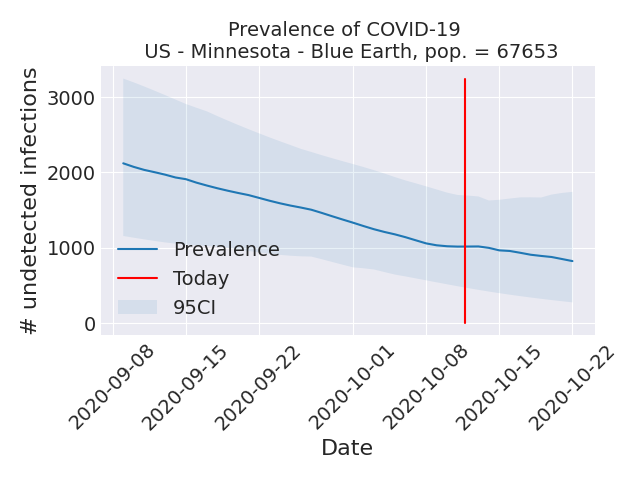 Prevalence of COVID-19
US - Minnesota - Blue Earth, pop. = 67653
# undetected infections
3000
2000
1000
0
Prevalence
Today
95CI
2020-09-08
2020-09-15
2020-09-22
2020-10-01
2020-10-08
2020-10-15
2020-10-22
Date